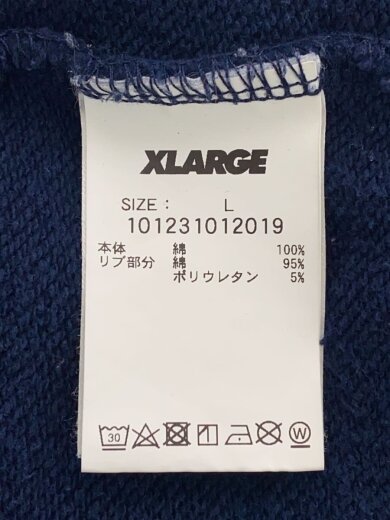 XLARGE
SIZE : L
101231012019
本体 綿 100%
リブ部分 綿 95%
ポリウレタン 5%
30 W